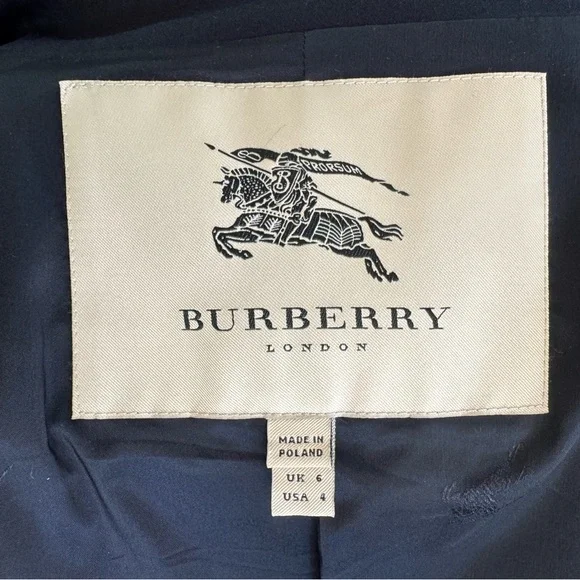 PRORSUM
B
BURBERRY
LONDON
MADE IN
POLAND
UK 6
USA 4